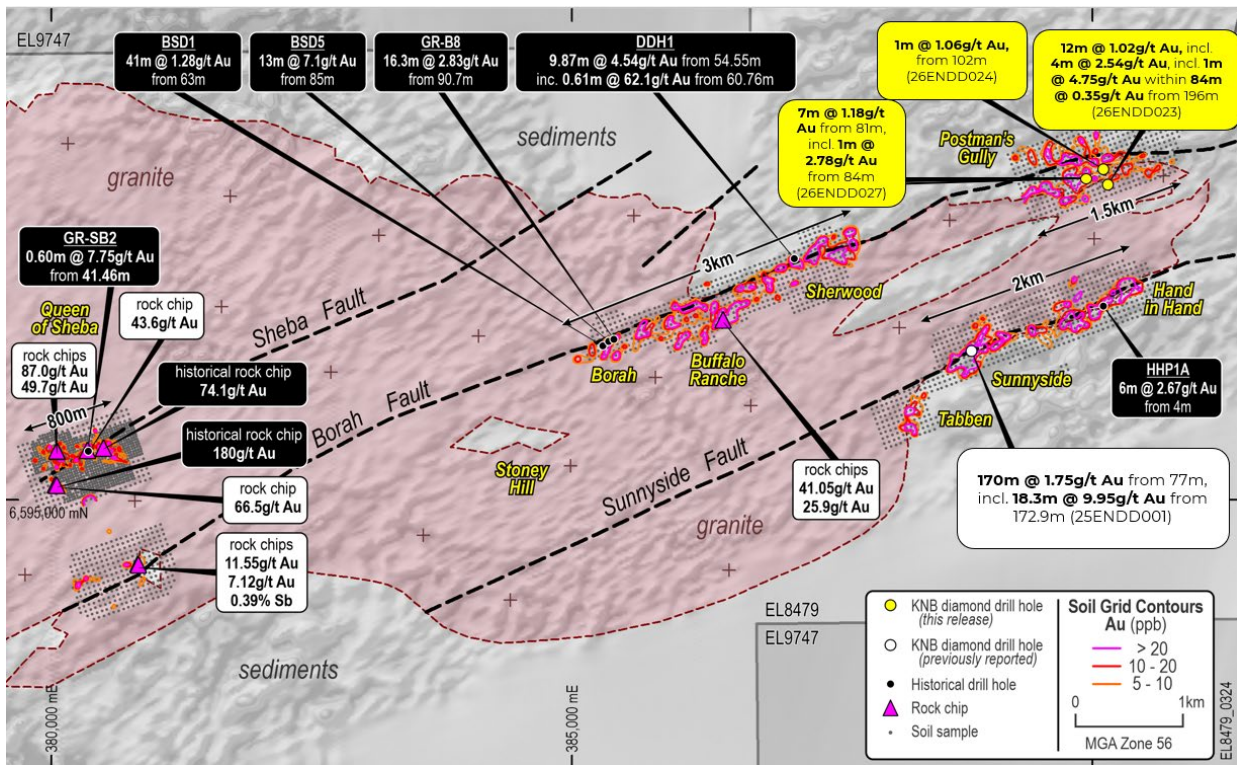 EL9747
BSD1
41m @ 1.28g/t Au
from 63m
BSD5
13m @ 7.1g/t Au
from 85m
GR-B8
16.3m @ 2.83g/t Au
from 90.7m
DDH1
9.87m @ 4.54g/t Au from 54.55m
inc. 0.61m @ 62.1g/t Au from 60.76m
1m @ 1.06g/t Au,
from 102m
(26ENDD024)
12m @ 1.02g/t Au, incl.
4m @ 2.54g/t Au, incl. 1m
@ 4.75g/t Au within 84m
@ 0.35g/t Au from 196m
(26ENDD023)
7m @ 1.18g/t
Au from 81m,
incl. 1m @
2.78g/t Au
from 84m
(26ENDD027)
sediments
Postman's
Gully
granite
1.5km
GR-SB2
0.60m @ 7.75g/t Au
from 41.46m
3km
2km
Queen
of Sheba
rock chip
43.6g/t Au
Sheba Fault
Sherwood
Hand
in Hand
rock chips
87.0g/t Au
49.7g/t Au
historical rock chip
74.1g/t Au
Borah
Buffalo
Ranche
Sunnyside
HHP1A
6m @ 2.67g/t Au
from 4m
800m
Borah Fault
Tabben
historical rock chip
180g/t Au
Stoney
Hill
Sunnyside Fault
rock chips
41.05g/t Au
25.9g/t Au
170m @ 1.75g/t Au from 77m,
incl. 18.3m @ 9.95g/t Au from
172.9m (25ENDD001)
rock chip
66.5g/t Au
6,595,000 mN
granite
rock chips
11.55g/t Au
7.12g/t Au
0.39% Sb
sediments
EL8479
EL9747
KNB diamond drill hole
(this release)
KNB diamond drill hole
(previously reported)
Historical drill hole
Rock chip
Soil sample
Soil Grid Contours
Au (ppb)
> 20
10 - 20
5 - 10
0 1km
MGA Zone 56
380,000 mE
385,000 mE
EL8479_0324